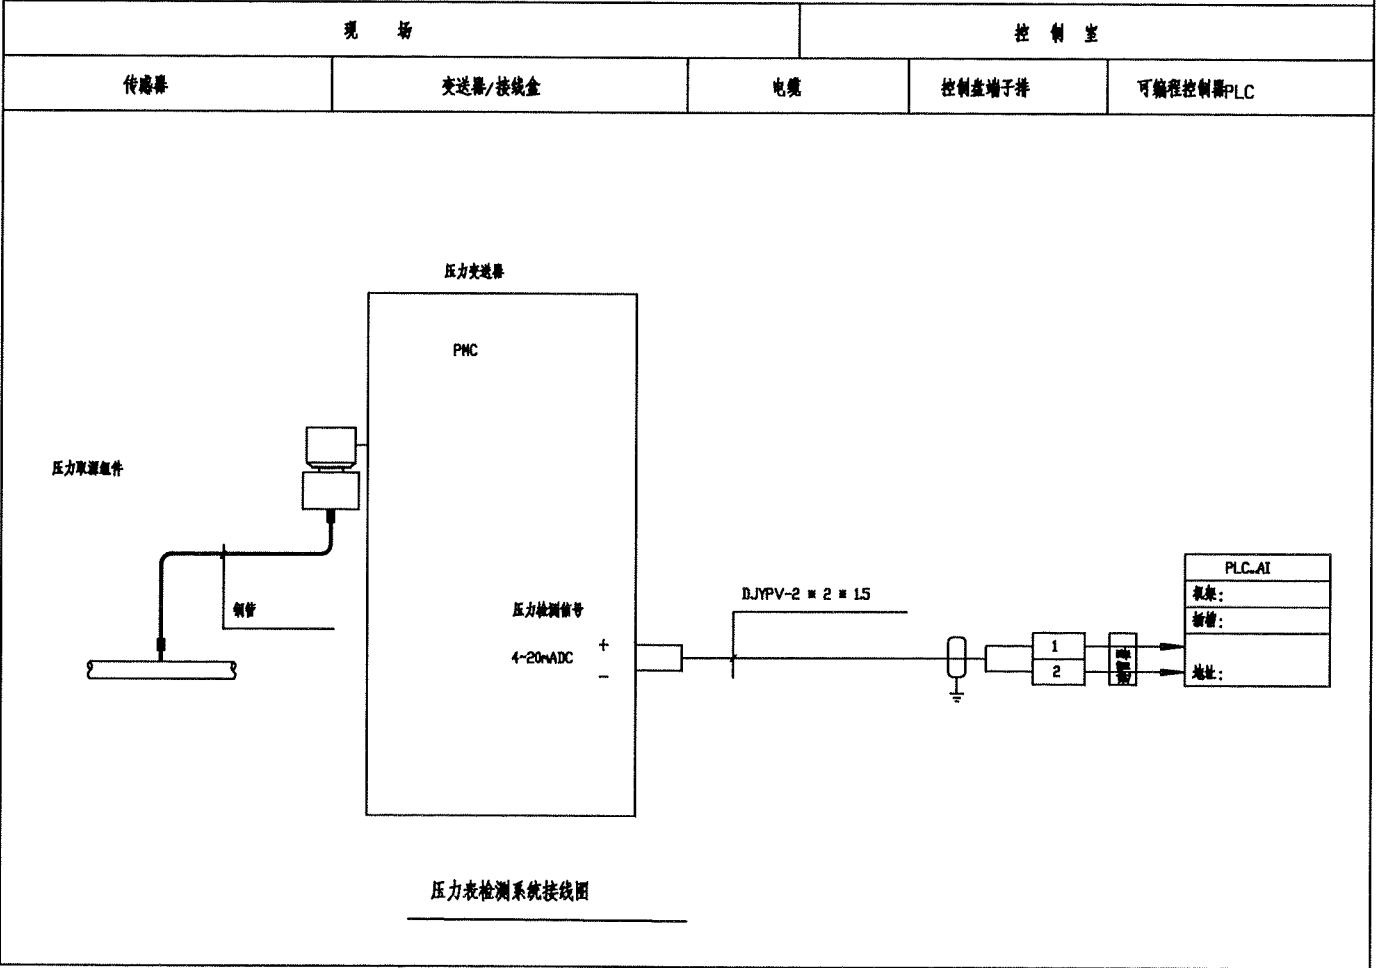 现 场
控 制 室
传感器
变送器/接线盒
电缆
控制盘端子排
可编程控制器PLC
压力变送器
PMC
压力取源组件
钢管
压力检测信号
4~20mADC
+
-
DJYPV-2 * 2 * 1.5
1
2
PLC..AI
机架:
插槽:
地址:
压力表检测系统接线图